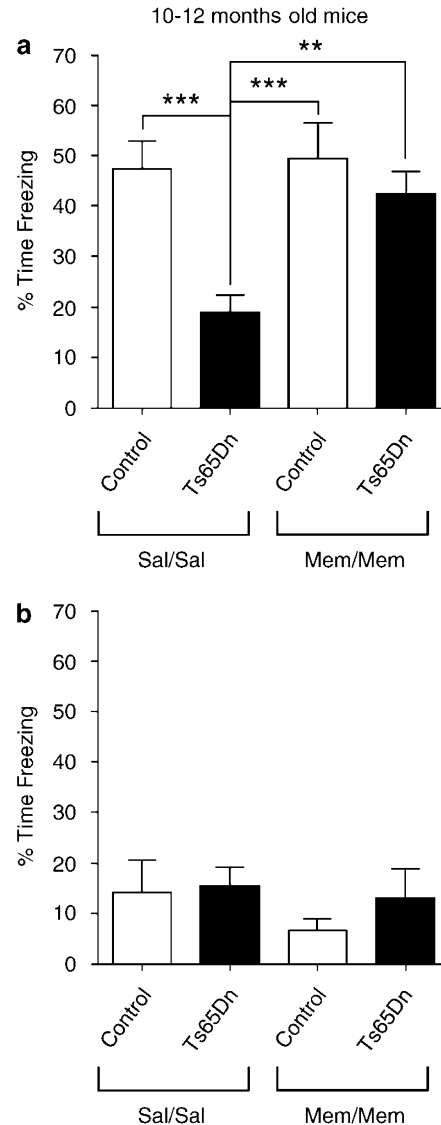 10-12 months old mice
a
70
60
50
40
30
20
10
0
% Time Freezing
***
***
**
Control
Ts65Dn
Control
Ts65Dn
Sal/Sal
Mem/Mem
b
70
60
50
40
30
20
10
0
% Time Freezing
Control
Ts65Dn
Control
Ts65Dn
Sal/Sal
Mem/Mem